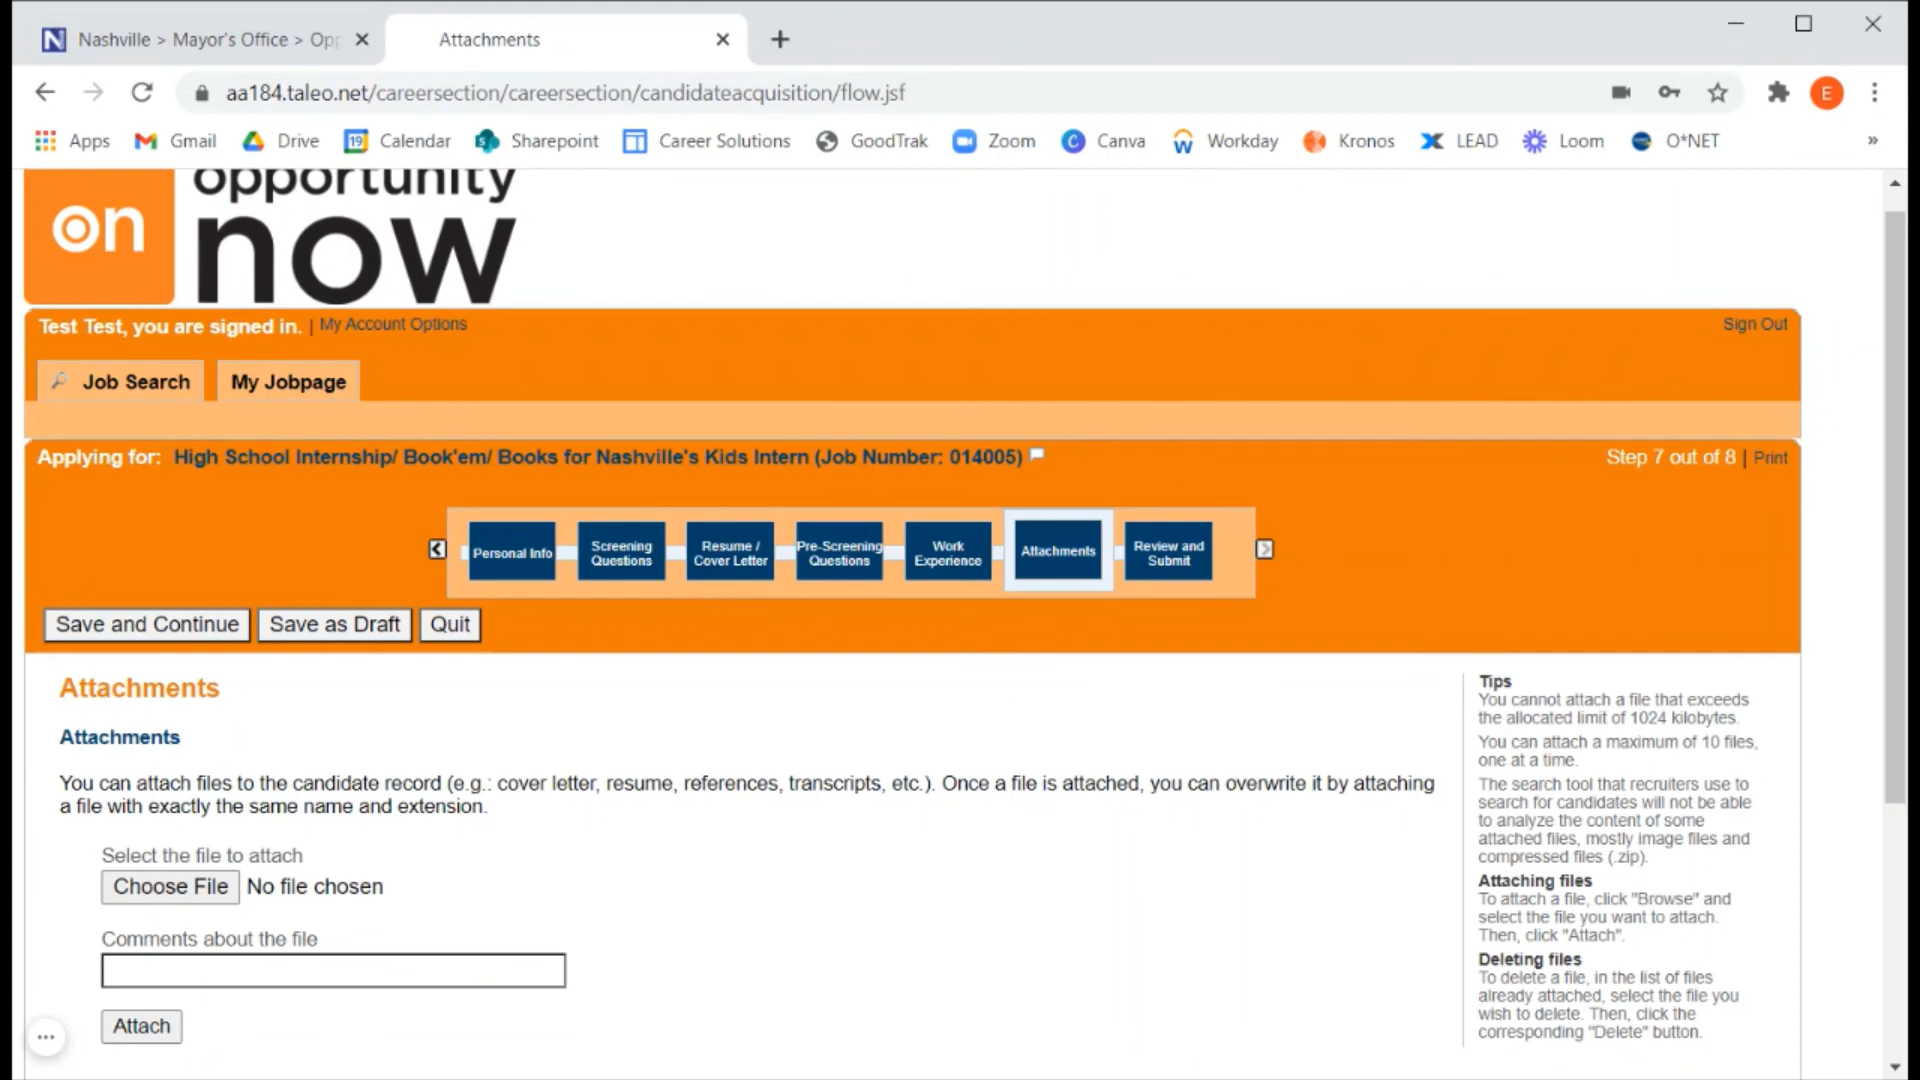 Nashville > Mayor's Office > Opp
Attachments
aa184.taleo.net/careersection/careersection/candidateacquisition/flow.jsf
E
Apps
Gmail
Drive
19
Calendar
Sharepoint
Career Solutions
GoodTrak
Zoom
Canva
Workday
Kronos
LEAD
Loom
O*NET
»
on
opportunity
now
Test Test, you are signed in. | My Account Options
Sign Out
Job Search
My Jobpage
Applying for: High School Internship/ Book'em/ Books for Nashville's Kids Intern (Job Number: 014005)
Step 7 out of 8 | Print
Personal Info
Screening
Questions
Resume /
Cover Letter
Pre-Screening
Questions
Work
Experience
Attachments
Review and
Submit
Save and Continue
Save as Draft
Quit
Attachments
Attachments
You can attach files to the candidate record (e.g.: cover letter, resume, references, transcripts, etc.). Once a file is attached, you can overwrite it by attaching
a file with exactly the same name and extension.
Select the file to attach
Choose File No file chosen
Comments about the file
Attach
Tips
You cannot attach a file that exceeds
the allocated limit of 1024 kilobytes.
You can attach a maximum of 10 files,
one at a time.
The search tool that recruiters use to
search for candidates will not be able
to analyze the content of some
attached files, mostly image files and
compressed files (.zip).
Attaching files
To attach a file, click "Browse" and
select the file you want to attach.
Then, click "Attach".
Deleting files
To delete a file, in the list of files
already attached, select the file you
wish to delete. Then, click the
corresponding "Delete" button.